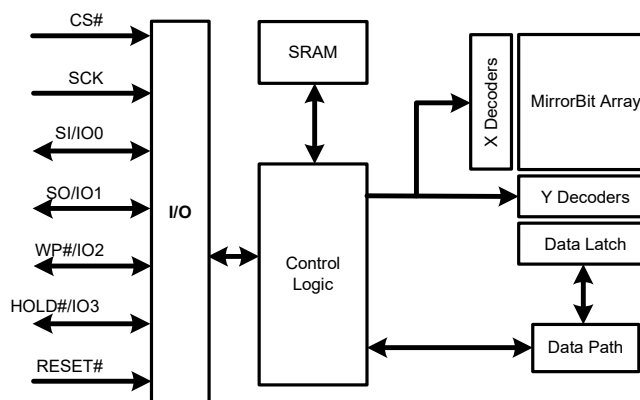 CS#
SCK
SI/IO0
SO/IO1
WP#/IO2
HOLD#/IO3
RESET#
I/O
SRAM
Control
Logic
X Decoders
MirrorBit Array
Y Decoders
Data Latch
Data Path